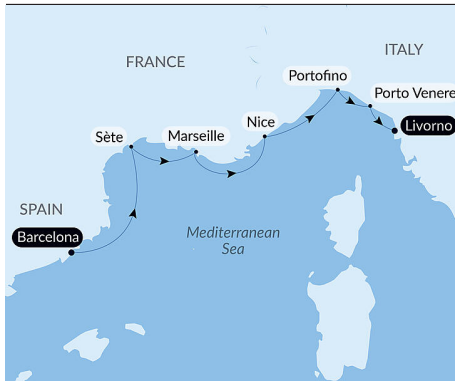 ITALY
FRANCE
Portofino
Porto Venere
Nice
Livorno
Sète
Marseille
SPAIN
Mediterranean
Sea
Barcelona